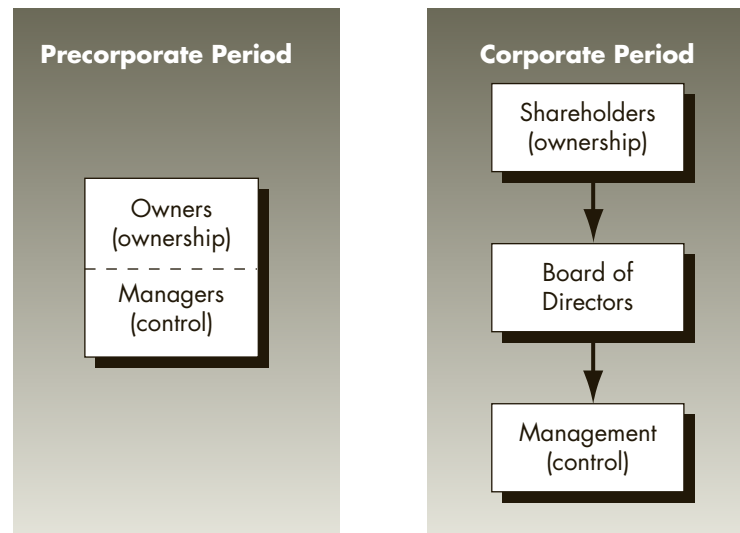 Precorporate Period
Owners
(ownership)
Managers
(control)
Corporate Period
Shareholders
(ownership)
Board of
Directors
Management
(control)